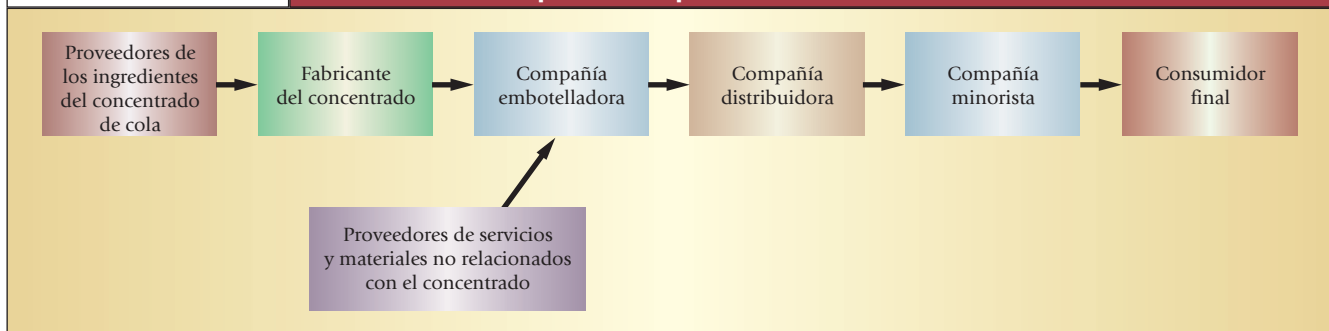 Proveedores de
los ingredientes
del concentrado
de cola
Fabricante
del concentrado
Compañía
embotelladora
Compañía
distribuidora
Compañía
minorista
Consumidor
final
Proveedores de servicios
y materiales no relacionados
con el concentrado